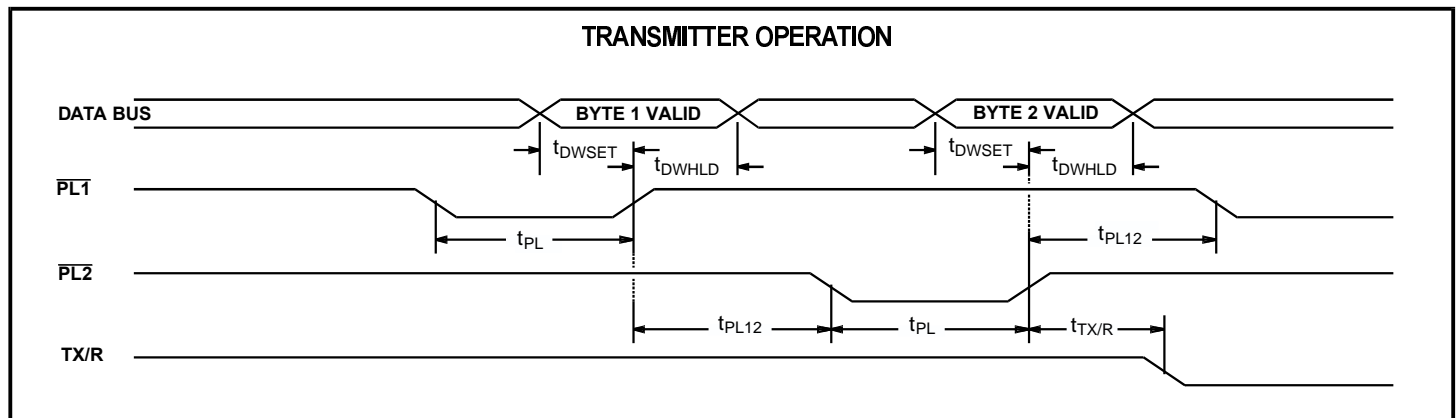 TRANSMITTER OPERATION
DATA BUS
BYTE 1 VALID
BYTE 2 VALID
tDWSET
tDWHLD
tDWSET
tDWHLD
PL1
tPL
tPL12
PL2
tPL12
tPL
tTX/R
TX/R